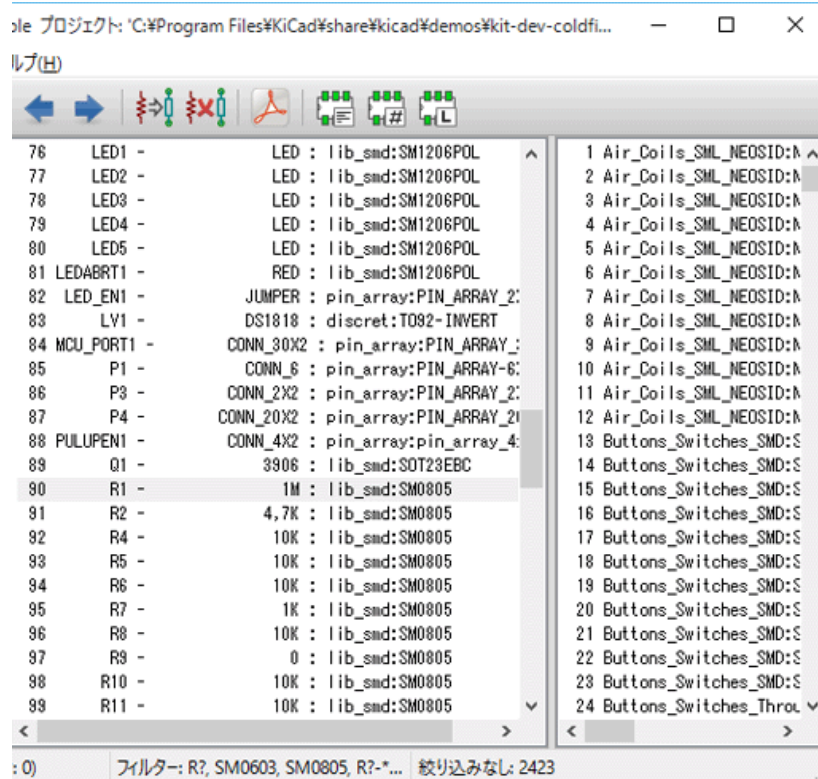 ple プロジェクト: 'C:¥Program Files¥KiCad¥share¥kicad¥demos¥kit-dev-coldfi...
ルプ(H)
76 LED1 - LED : lib_smd:SM1206POL
77 LED2 - LED : lib_smd:SM1206POL
78 LED3 - LED : lib_smd:SM1206POL
79 LED4 - LED : lib_smd:SM1206POL
80 LED5 - LED : lib_smd:SM1206POL
81 LEDABRT1 - RED : lib_smd:SM1206POL
82 LED_EN1 - JUMPER : pin_array:PIN_ARRAY_2
83 LV1 - DS1818 : discret:TO92-INVERT
84 MCU_PORT1 - CONN_30X2 : pin_array:PIN_ARRAY_
85 P1 - CONN_6 : pin_array:PIN_ARRAY-6
86 P3 - CONN_2X2 : pin_array:PIN_ARRAY_2
87 P4 - CONN_20X2 : pin_array:PIN_ARRAY_2
88 PULUPEN1 - CONN_4X2 : pin_array:pin_array_4
89 Q1 - 3906 : lib_smd:SOT23EBC
90 R1 - 1M : lib_smd:SM0805
91 R2 - 4,7K : lib_smd:SM0805
92 R4 - 10K : lib_smd:SM0805
93 R5 - 10K : lib_smd:SM0805
94 R6 - 10K : lib_smd:SM0805
95 R7 - 1K : lib_smd:SM0805
96 R8 - 10K : lib_smd:SM0805
97 R9 - 0 : lib_smd:SM0805
98 R10 - 10K : lib_smd:SM0805
99 R11 - 10K : lib_smd:SM0805
1 Air_Coils_SML_NEOSID:
2 Air_Coils_SML_NEOSID:
3 Air_Coils_SML_NEOSID:
4 Air_Coils_SML_NEOSID:
5 Air_Coils_SML_NEOSID:
6 Air_Coils_SML_NEOSID:
7 Air_Coils_SML_NEOSID:
8 Air_Coils_SML_NEOSID:
9 Air_Coils_SML_NEOSID:
10 Air_Coils_SML_NEOSID:
11 Air_Coils_SML_NEOSID:
12 Air_Coils_SML_NEOSID:
13 Buttons_Switches_SMD:S
14 Buttons_Switches_SMD:S
15 Buttons_Switches_SMD:S
16 Buttons_Switches_SMD:S
17 Buttons_Switches_SMD:S
18 Buttons_Switches_SMD:S
19 Buttons_Switches_SMD:S
20 Buttons_Switches_SMD:S
21 Buttons_Switches_SMD:S
22 Buttons_Switches_SMD:S
23 Buttons_Switches_SMD:S
24 Buttons_Switches_Throu
: 0) フィルター: R?, SM0603, SM0805, R?-*... 絞り込みなし: 2423